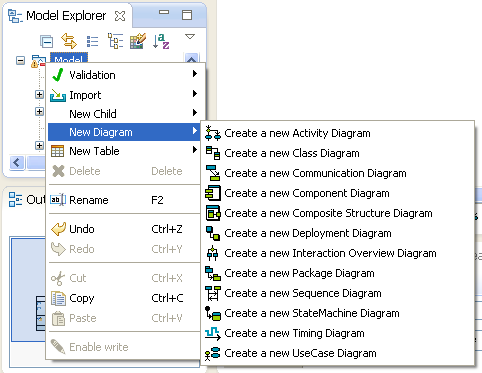 Model Explorer
Model
Validation
Import
New Child
New Diagram
New Table
Delete Delete
Rename F2
Undo Ctrl+Z
Redo Ctrl+Y
Cut Ctrl+X
Copy Ctrl+C
Paste Ctrl+V
Enable write
Create a new Activity Diagram
Create a new Class Diagram
Create a new Communication Diagram
Create a new Component Diagram
Create a new Composite Structure Diagram
Create a new Deployment Diagram
Create a new Interaction Overview Diagram
Create a new Package Diagram
Create a new Sequence Diagram
Create a new StateMachine Diagram
Create a new Timing Diagram
Create a new UseCase Diagram
Out